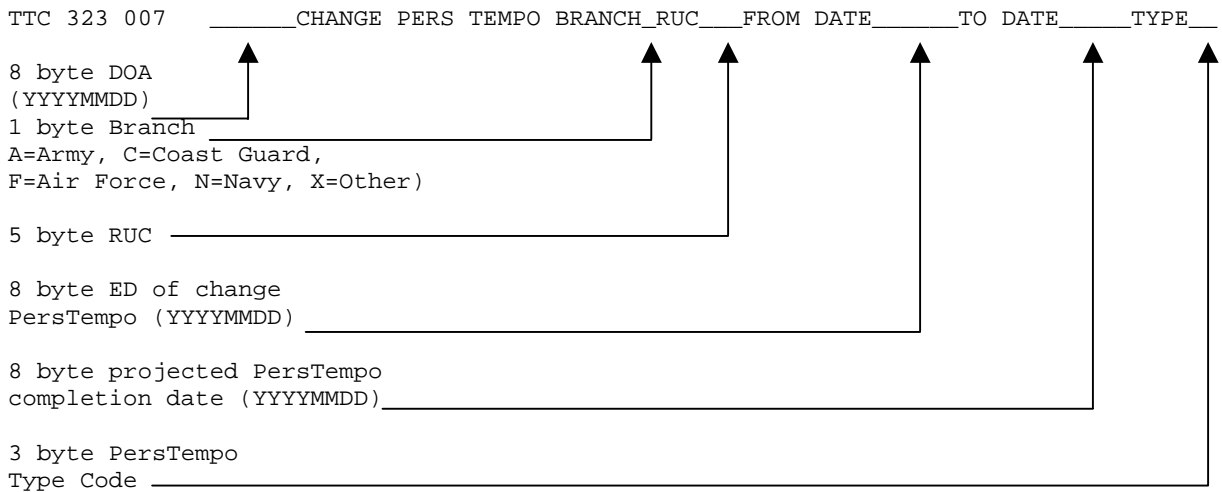 TTC 323 007 ______CHANGE PERS TEMPO BRANCH_RUC___FROM DATE______TO DATE_____TYPE__
8 byte DOA
(YYYYMMDD)
1 byte Branch
A=Army, C=Coast Guard,
F=Air Force, N=Navy, X=Other)
5 byte RUC
8 byte ED of change
PersTempo (YYYYMMDD)
8 byte projected PersTempo
completion date (YYYYMMDD)
3 byte PersTempo
Type Code